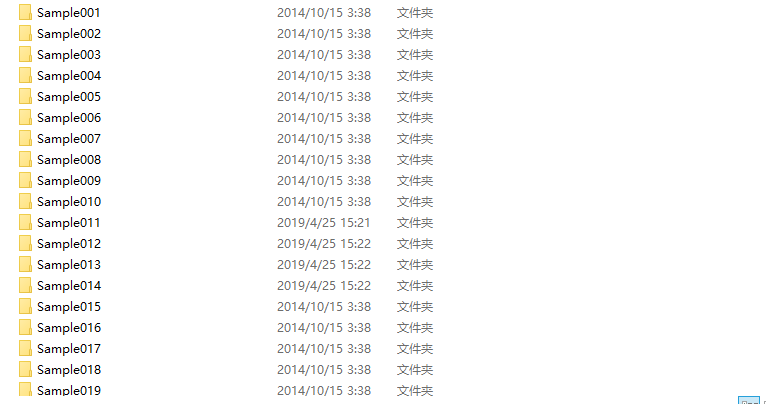 Sample001 2014/10/15 3:38 文件夹
Sample002 2014/10/15 3:38 文件夹
Sample003 2014/10/15 3:38 文件夹
Sample004 2014/10/15 3:38 文件夹
Sample005 2014/10/15 3:38 文件夹
Sample006 2014/10/15 3:38 文件夹
Sample007 2014/10/15 3:38 文件夹
Sample008 2014/10/15 3:38 文件夹
Sample009 2014/10/15 3:38 文件夹
Sample010 2014/10/15 3:38 文件夹
Sample011 2019/4/25 15:21 文件夹
Sample012 2019/4/25 15:22 文件夹
Sample013 2019/4/25 15:22 文件夹
Sample014 2019/4/25 15:22 文件夹
Sample015 2014/10/15 3:38 文件夹
Sample016 2014/10/15 3:38 文件夹
Sample017 2014/10/15 3:38 文件夹
Sample018 2014/10/15 3:38 文件夹
Sample019 2014/10/15 3:38 文件夹